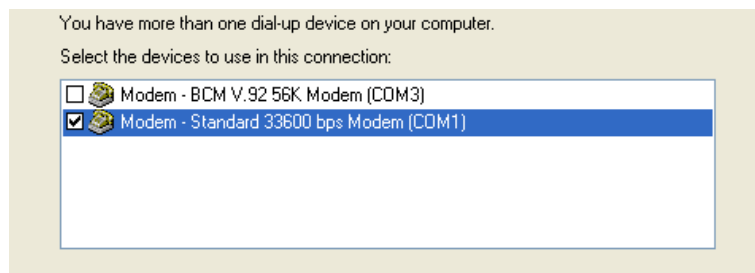 You have more than one dial-up device on your computer.
Select the devices to use in this connection:
Modem - BCM V.92 56K Modem (COM3)
Modem - Standard 33600 bps Modem (COM1)